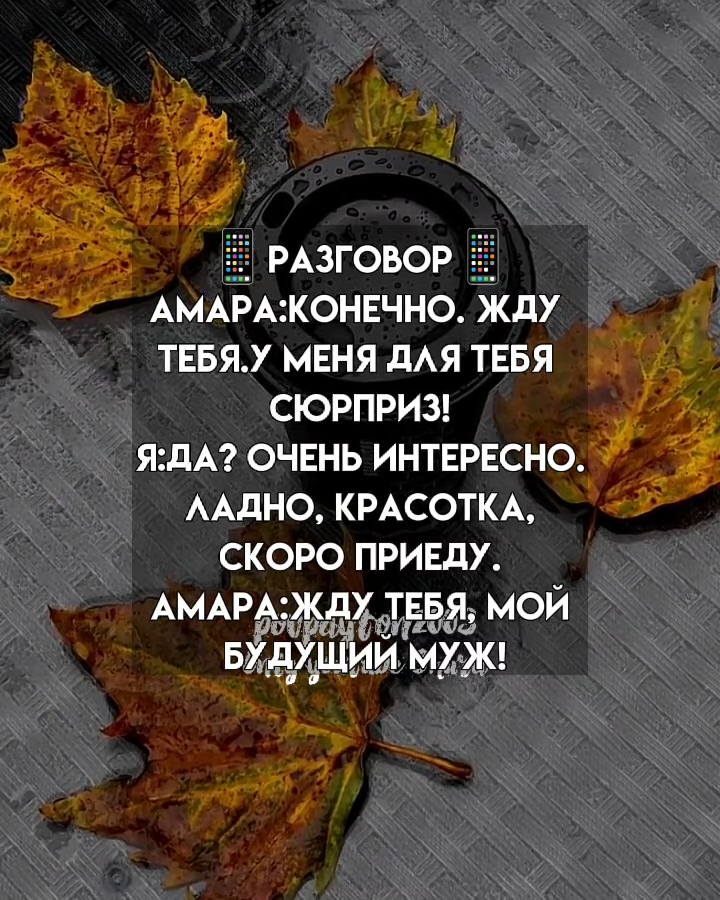 📱 РАЗГОВОР 📱
АМАРА:КОНЕЧНО. ЖДУ
ТЕБЯ.У МЕНЯ ДЛЯ ТЕБЯ
СЮРПРИЗ!
Я:ДА? ОЧЕНЬ ИНТЕРЕСНО.
ЛАДНО, КРАСОТКА,
СКОРО ПРИЕДУ.
АМАРА:ЖДУ ТЕБЯ, МОЙ
БУДУЩИЙ МУЖ!